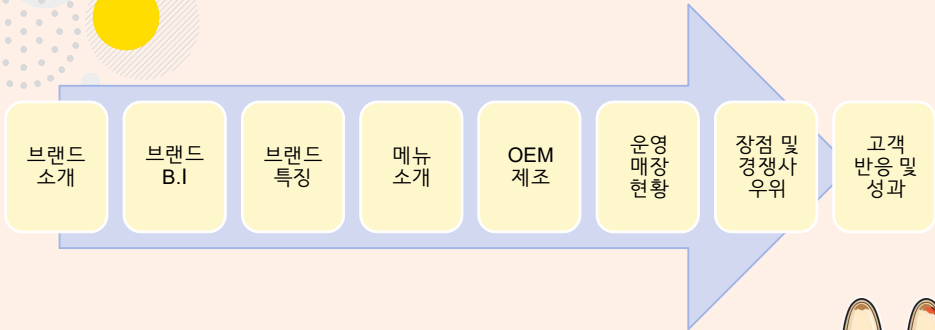 브랜드
소개
브랜드
B.I
브랜드
특징
메뉴
소개
OEM
제조
운영
매장
현황
장점 및
경쟁사
우위
고객
반응 및
성과